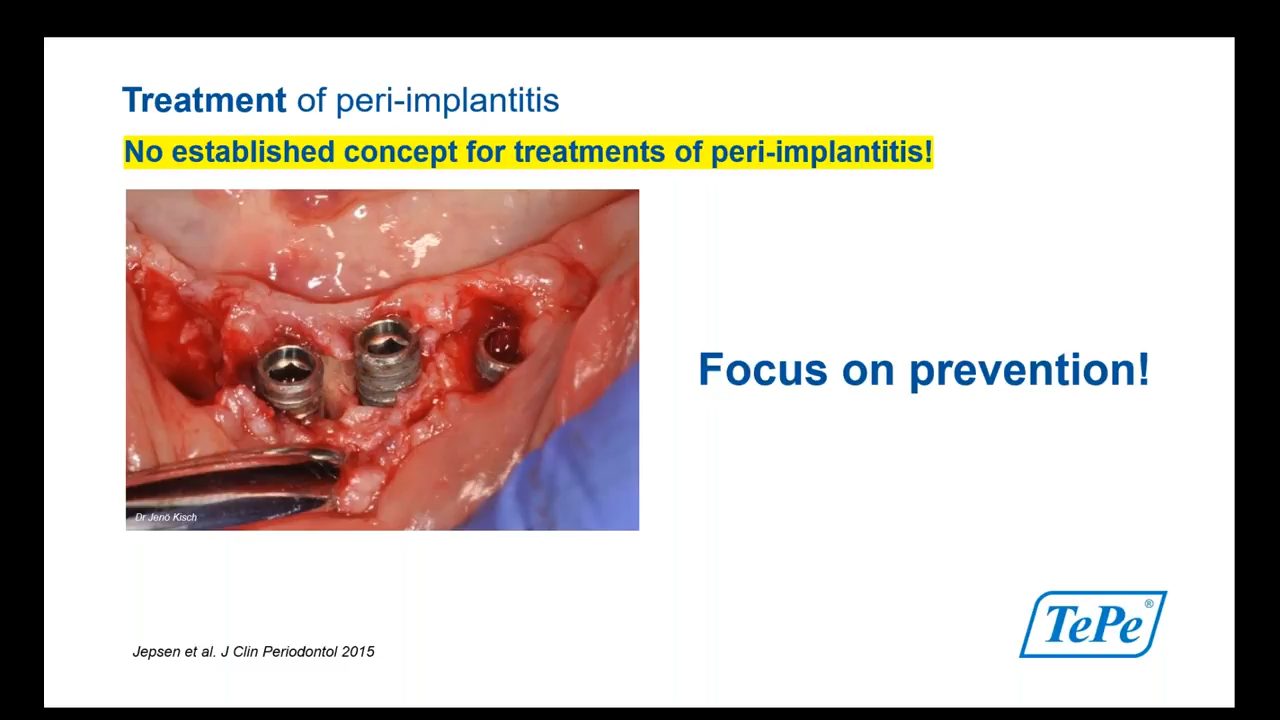 Treatment of peri-implantitis
No established concept for treatments of peri-implantitis!
Focus on prevention!
Dr Jenö Kisch
TePe®
Jepsen et al. J Clin Periodontol 2015